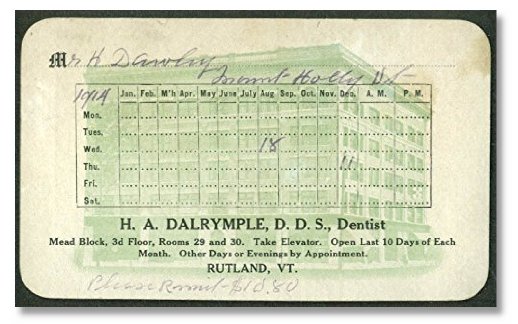 Mr H Dawley
Mount Holly Vt
1914 Jan. Feb. M'h Apr. May June July Aug Sep. Oct. Nov. Dec. A. M. P. M.
Mon.
Tues.
Wed. 18
Thu. 11
Fri.
Sat.
H. A. DALRYMPLE, D. D. S., Dentist
Mead Block, 3d Floor, Rooms 29 and 30. Take Elevator. Open Last 10 Days of Each
Month. Other Days or Evenings by Appointment.
RUTLAND, VT.
Please Remit - $10.80